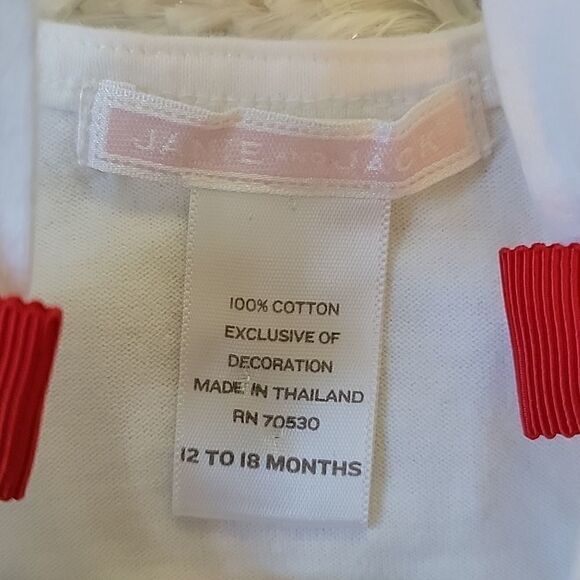 JANIE AND JACK
100% COTTON
EXCLUSIVE OF
DECORATION
MADE IN THAILAND
RN 70530
12 TO 18 MONTHS